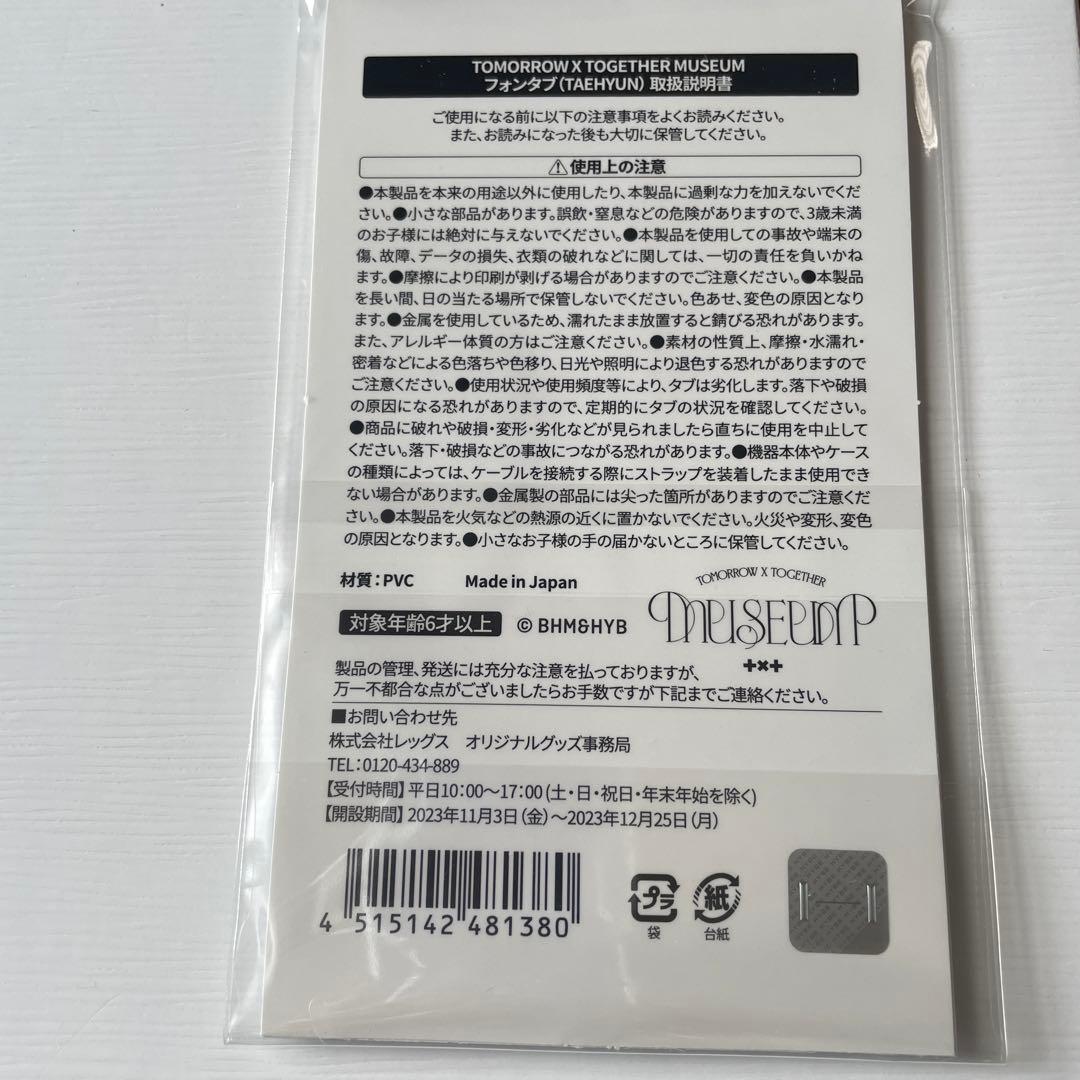 TOMORROW X TOGETHER MUSEUM
フォンタブ(TAEHYUN) 取扱説明書
ご使用になる前に以下の注意事項をよくお読みください。
また、お読みになった後も大切に保管してください。
⚠使用上の注意
●本製品を本来の用途以外に使用したり、本製品に過剰な力を加えないでくだ
さい。●小さな部品があります。誤飲・窒息などの危険がありますので、3歳未満
のお子様には絶対に与えないでください。●本製品を使用しての事故や端末の
傷、故障、データの損失、衣類の破れなどに関しては、一切の責任を負いかね
ます。●摩擦により印刷が剥げる場合がありますのでご注意ください。●本製品
を長い間、日の当たる場所で保管しないでください。色あせ、変色の原因となり
ます。●金属を使用しているため、濡れたまま放置すると錆びる恐れがあります。
また、アレルギー体質の方はご注意ください。●素材の性質上、摩擦・水濡れ・
密着などによる色落ちや色移り、日光や照明により退色する恐れがありますので
ご注意ください。●使用状況や使用頻度等により、タブは劣化します。落下や破損
の原因になる恐れがありますので、定期的にタブの状況を確認してください。
●商品に破れや破損・変形・劣化などが見られましたら直ちに使用を中止して
ください。落下・破損などの事故につながる恐れがあります。●機器本体やケース
の種類によっては、ケーブルを接続する際にストラップを装着したまま使用でき
ない場合があります。●金属製の部品には尖った箇所がありますのでご注意くだ
さい。●本製品を火気などの熱源の近くに置かないでください。火災や変形、変色
の原因となります。●小さなお子様の手の届かないところに保管してください。
材質:PVC Made in Japan
TOMORROW X TOGETHER
MUSEUM
対象年齢6才以上 © BHM&HYB
製品の管理、発送には充分な注意を払っておりますが、
万一不都合な点がございましたらお手数ですが下記までご連絡ください。
■お問い合わせ先
株式会社レッグス オリジナルグッズ事務局
TEL:0120-434-889
【受付時間】平日10:00〜17:00(土・日・祝日・年末年始を除く)
【開設期間】2023年11月3日(金)〜2023年12月25日(月)
4 515142 481380
プラ
袋
紙
台紙